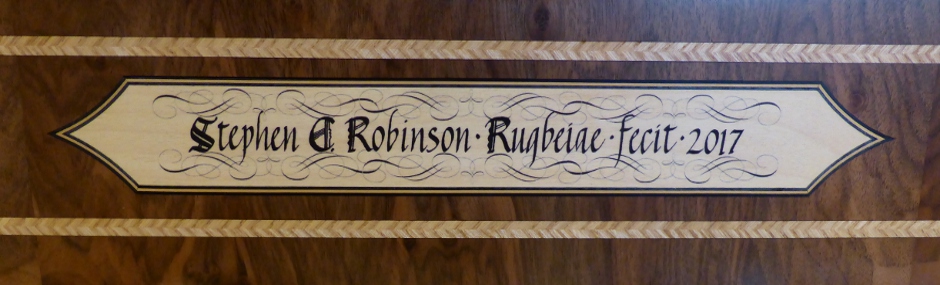 Stephen C Robinson · Rugbeiae · fecit · 2017